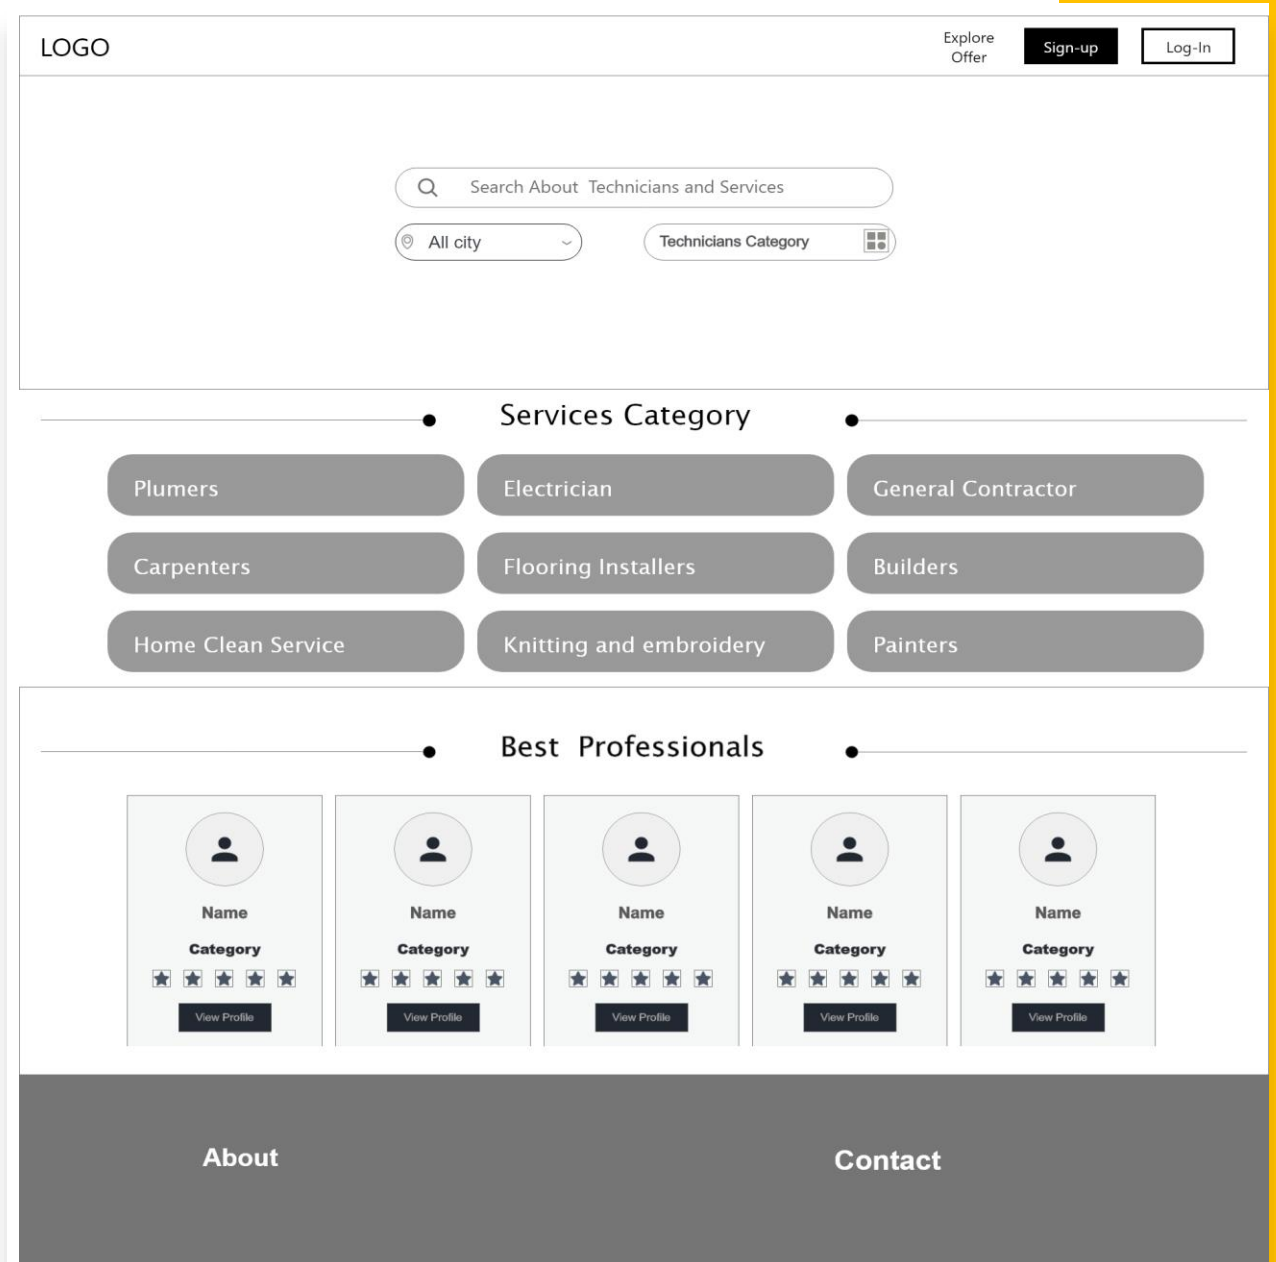 LOGO
Explore
Offer
Sign-up
Log-In
Search About Technicians and Services
All city
Technicians Category
Services Category
Plumers
Electrician
General Contractor
Carpenters
Flooring Installers
Builders
Home Clean Service
Knitting and embroidery
Painters
Best Professionals
Name
Name
Name
Name
Name
Category
Category
Category
Category
Category
View Profile
View Profile
View Profile
View Profile
View Profile
About
Contact